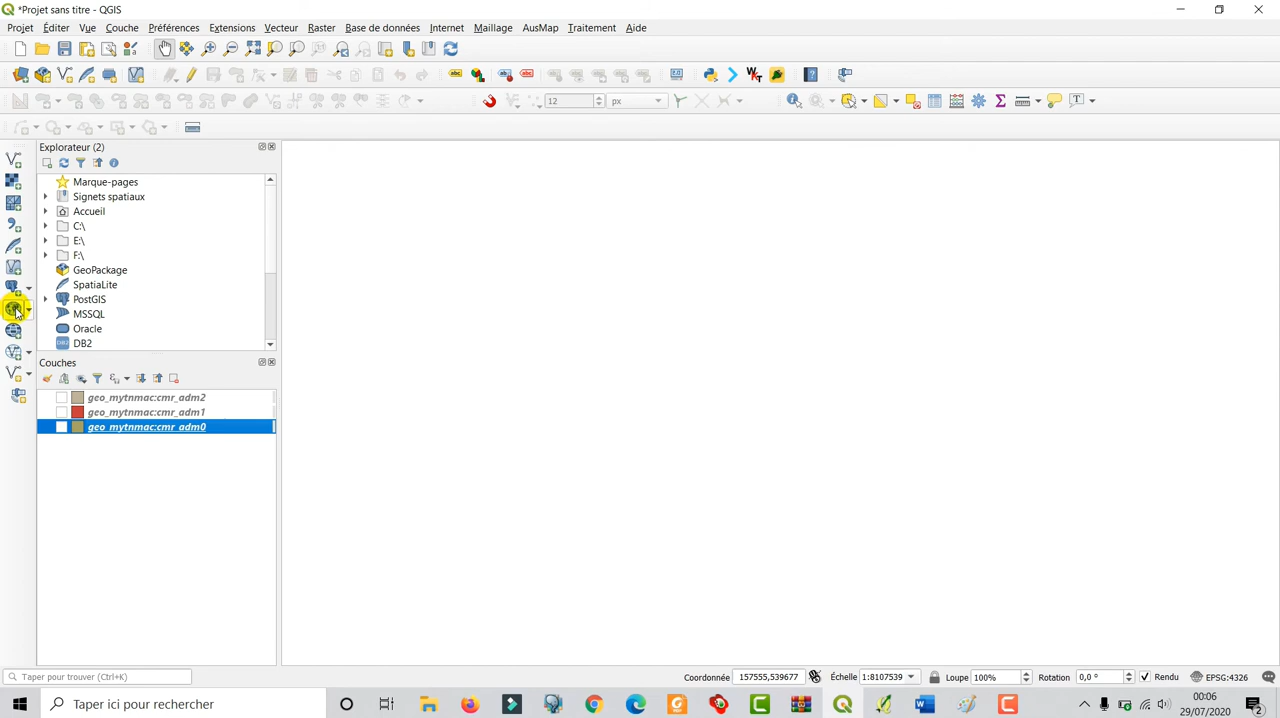 *Projet sans titre - QGIS
Projet Éditer Vue Couche Préférences Extensions Vecteur Raster Base de données Internet Maillage AusMap Traitement Aide
12 px
Explorateur (2)
Marque-pages
Signets spatiaux
Accueil
C:\
E:\
F:\
GeoPackage
SpatiaLite
PostGIS
MSSQL
Oracle
DB2
Couches
geo_mytnmac:cmr_adm2
geo_mytnmac:cmr_adm1
geo_mytnmac:cmr_adm0
Taper pour trouver (Ctrl+K) Coordonnée 157555,539677 Échelle 1:8107539 Loupe 100% Rotation 0,0 ° Rendu EPSG:4326
Taper ici pour rechercher 00:06
29/07/2020